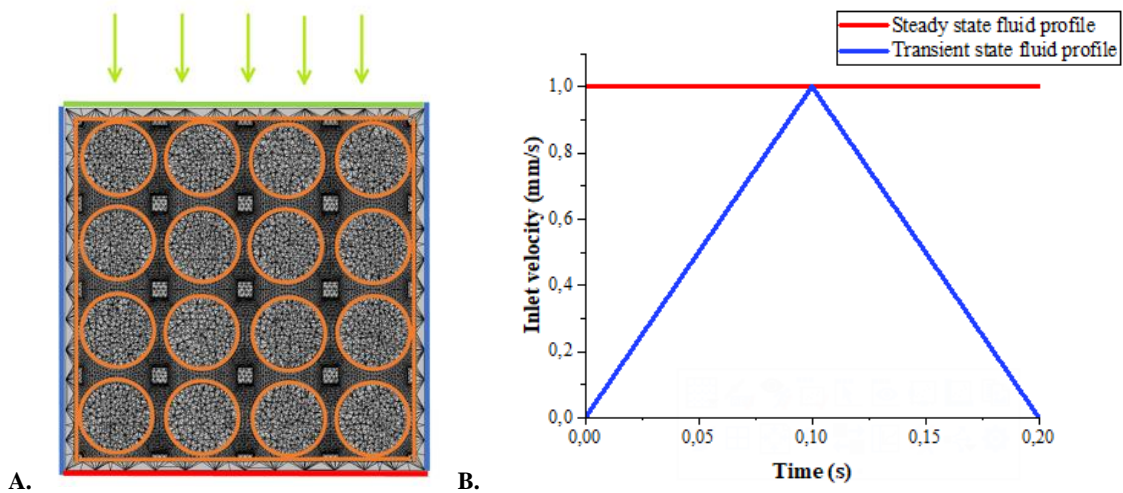 Steady state fluid profile
Transient state fluid profile
1,0
0,8
0,6
0,4
0,2
0,0
Inlet velocity (mm/s)
0,00 0,05 0,10 0,15 0,20
Time (s)
A.
B.